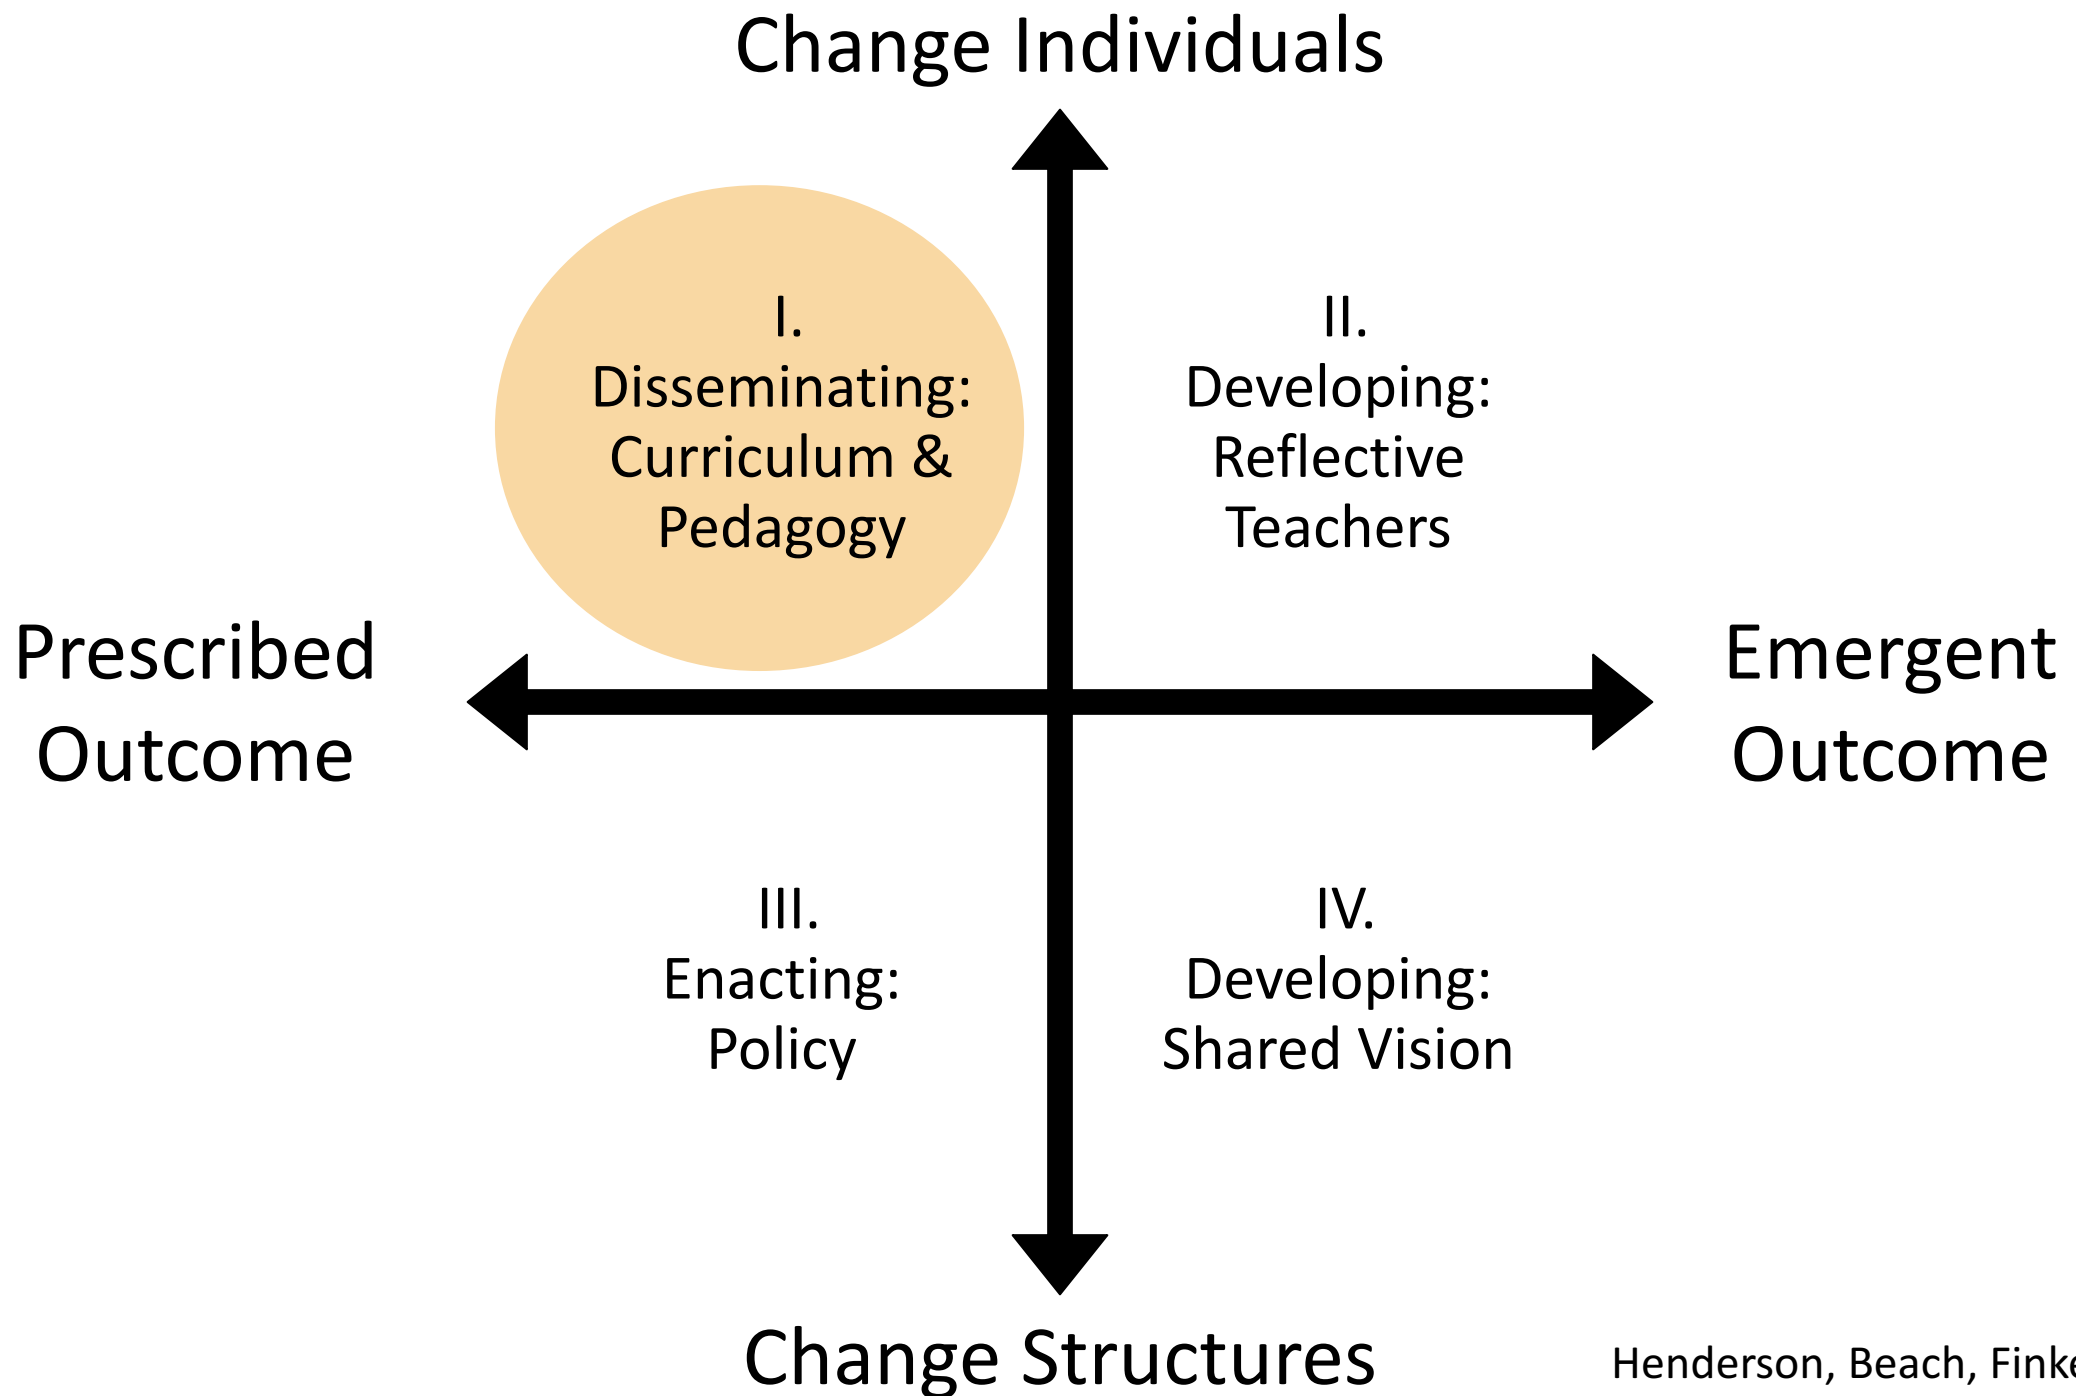 Change Individuals
I.
Disseminating:
Curriculum &
Pedagogy
II.
Developing:
Reflective
Teachers
Prescribed
Outcome
Emergent
Outcome
III.
Enacting:
Policy
IV.
Developing:
Shared Vision
Change Structures
Henderson, Beach,